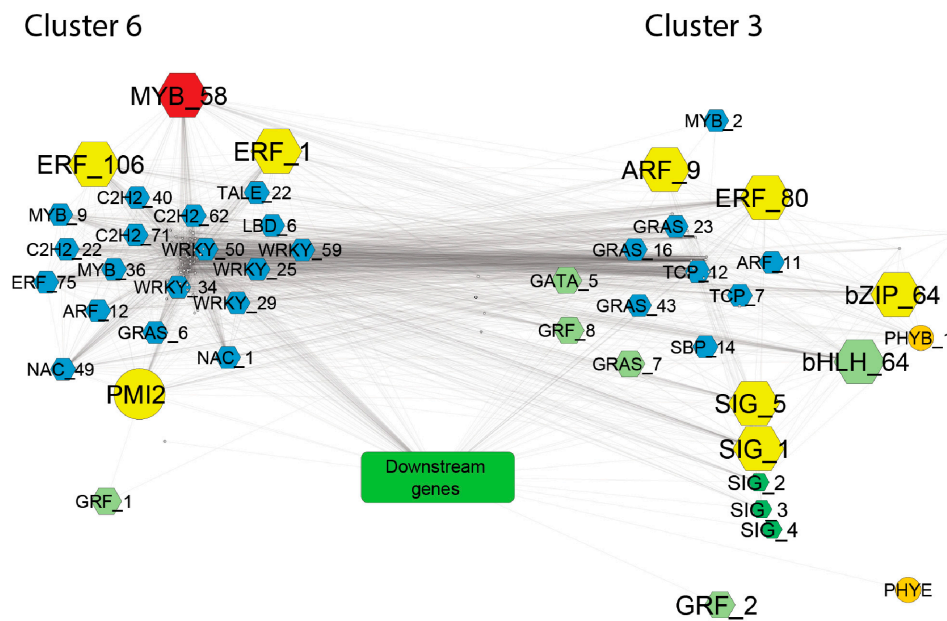 Cluster 6
Cluster 3
MYB_58
MYB_2
ERF_106
ERF_1
ARF_9
C2H2_40
TALE_22
ERF_80
MYB_9
C2H2_62
LBD_6
GRAS_23
C2H2_71
C2H2_22
WRKY_50
WRKY_59
GRAS_16
MYB_36
WRKY_25
TCP_12
ARF_11
ERF_75
WRKY_34
GATA_5
WRKY_29
GRAS_43
TCP_7
bZIP_64
ARF_12
GRAS_6
GRF_8
PHYB_1
NAC_49
NAC_1
GRAS_7
SBP_14
bHLH_64
PMI2
SIG_5
SIG_1
Downstream
genes
SIG_2
GRF_1
SIG_3
SIG_4
PHYE
GRF_2